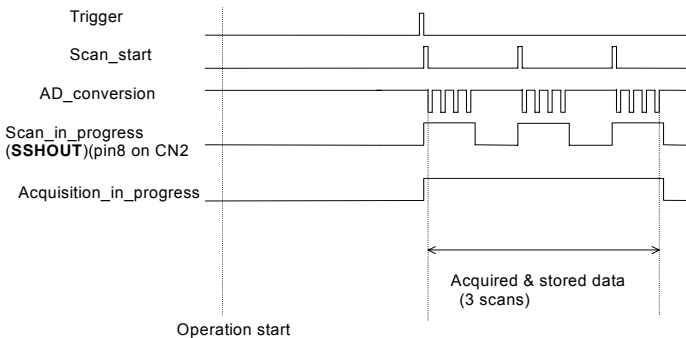 Trigger
Scan_start
AD_conversion
Scan_in_progress
(SSHOUT)(pin8 on CN2
Acquisition_in_progress
Acquired & stored data
(3 scans)
Operation start